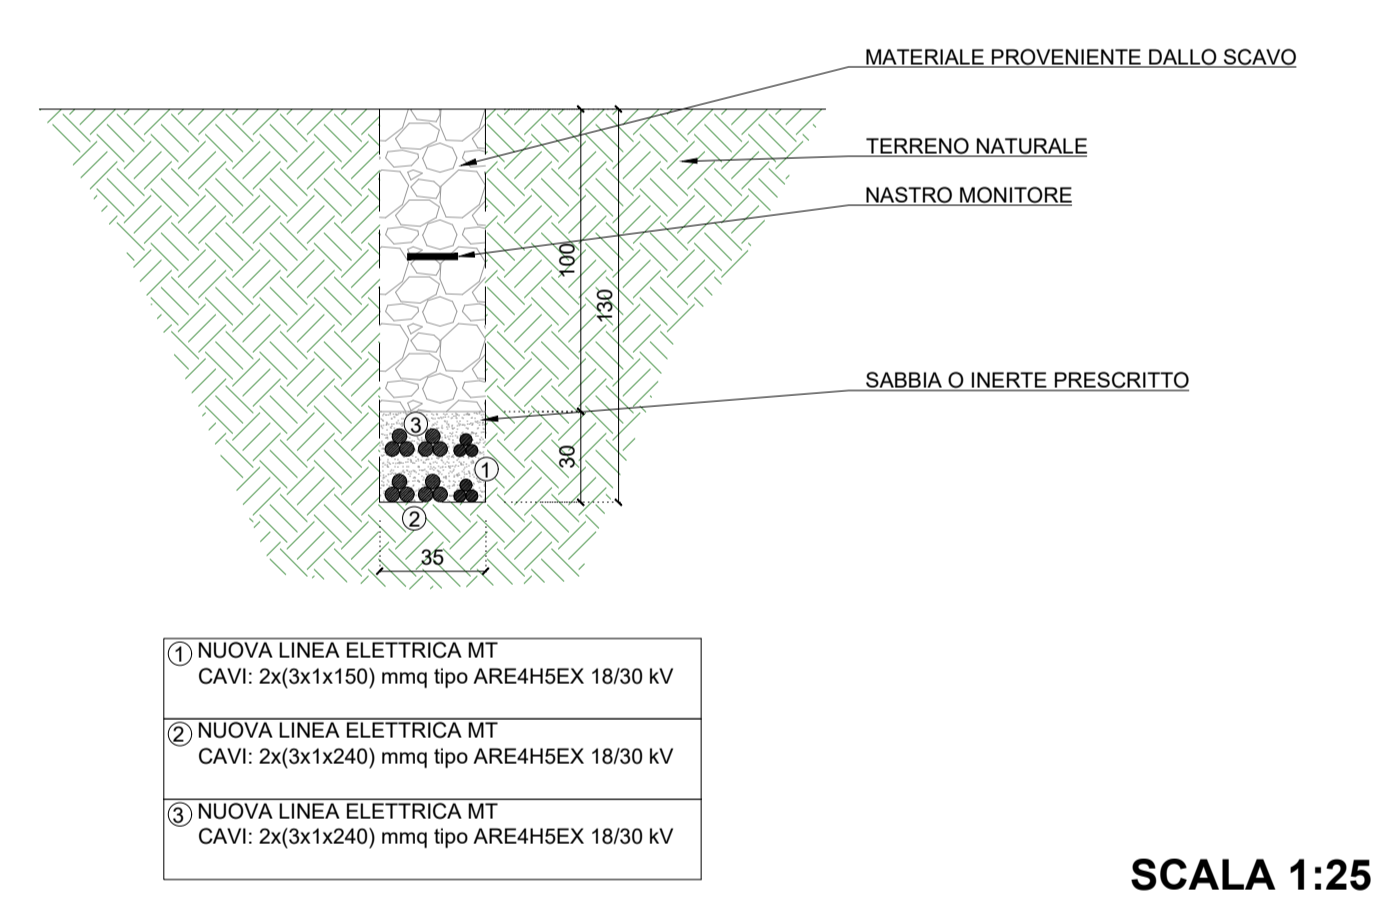 MATERIALE PROVENIENTE DALLO SCAVO
TERRENO NATURALE
NASTRO MONITORE
100
130
SABBIA O INERTE PRESCRITTO
3
30
1
2
35
1 NUOVA LINEA ELETTRICA MT
CAVI: 2x(3x1x150) mmq tipo ARE4H5EX 18/30 kV
2 NUOVA LINEA ELETTRICA MT
CAVI: 2x(3x1x240) mmq tipo ARE4H5EX 18/30 kV
3 NUOVA LINEA ELETTRICA MT
CAVI: 2x(3x1x240) mmq tipo ARE4H5EX 18/30 kV
SCALA 1:25